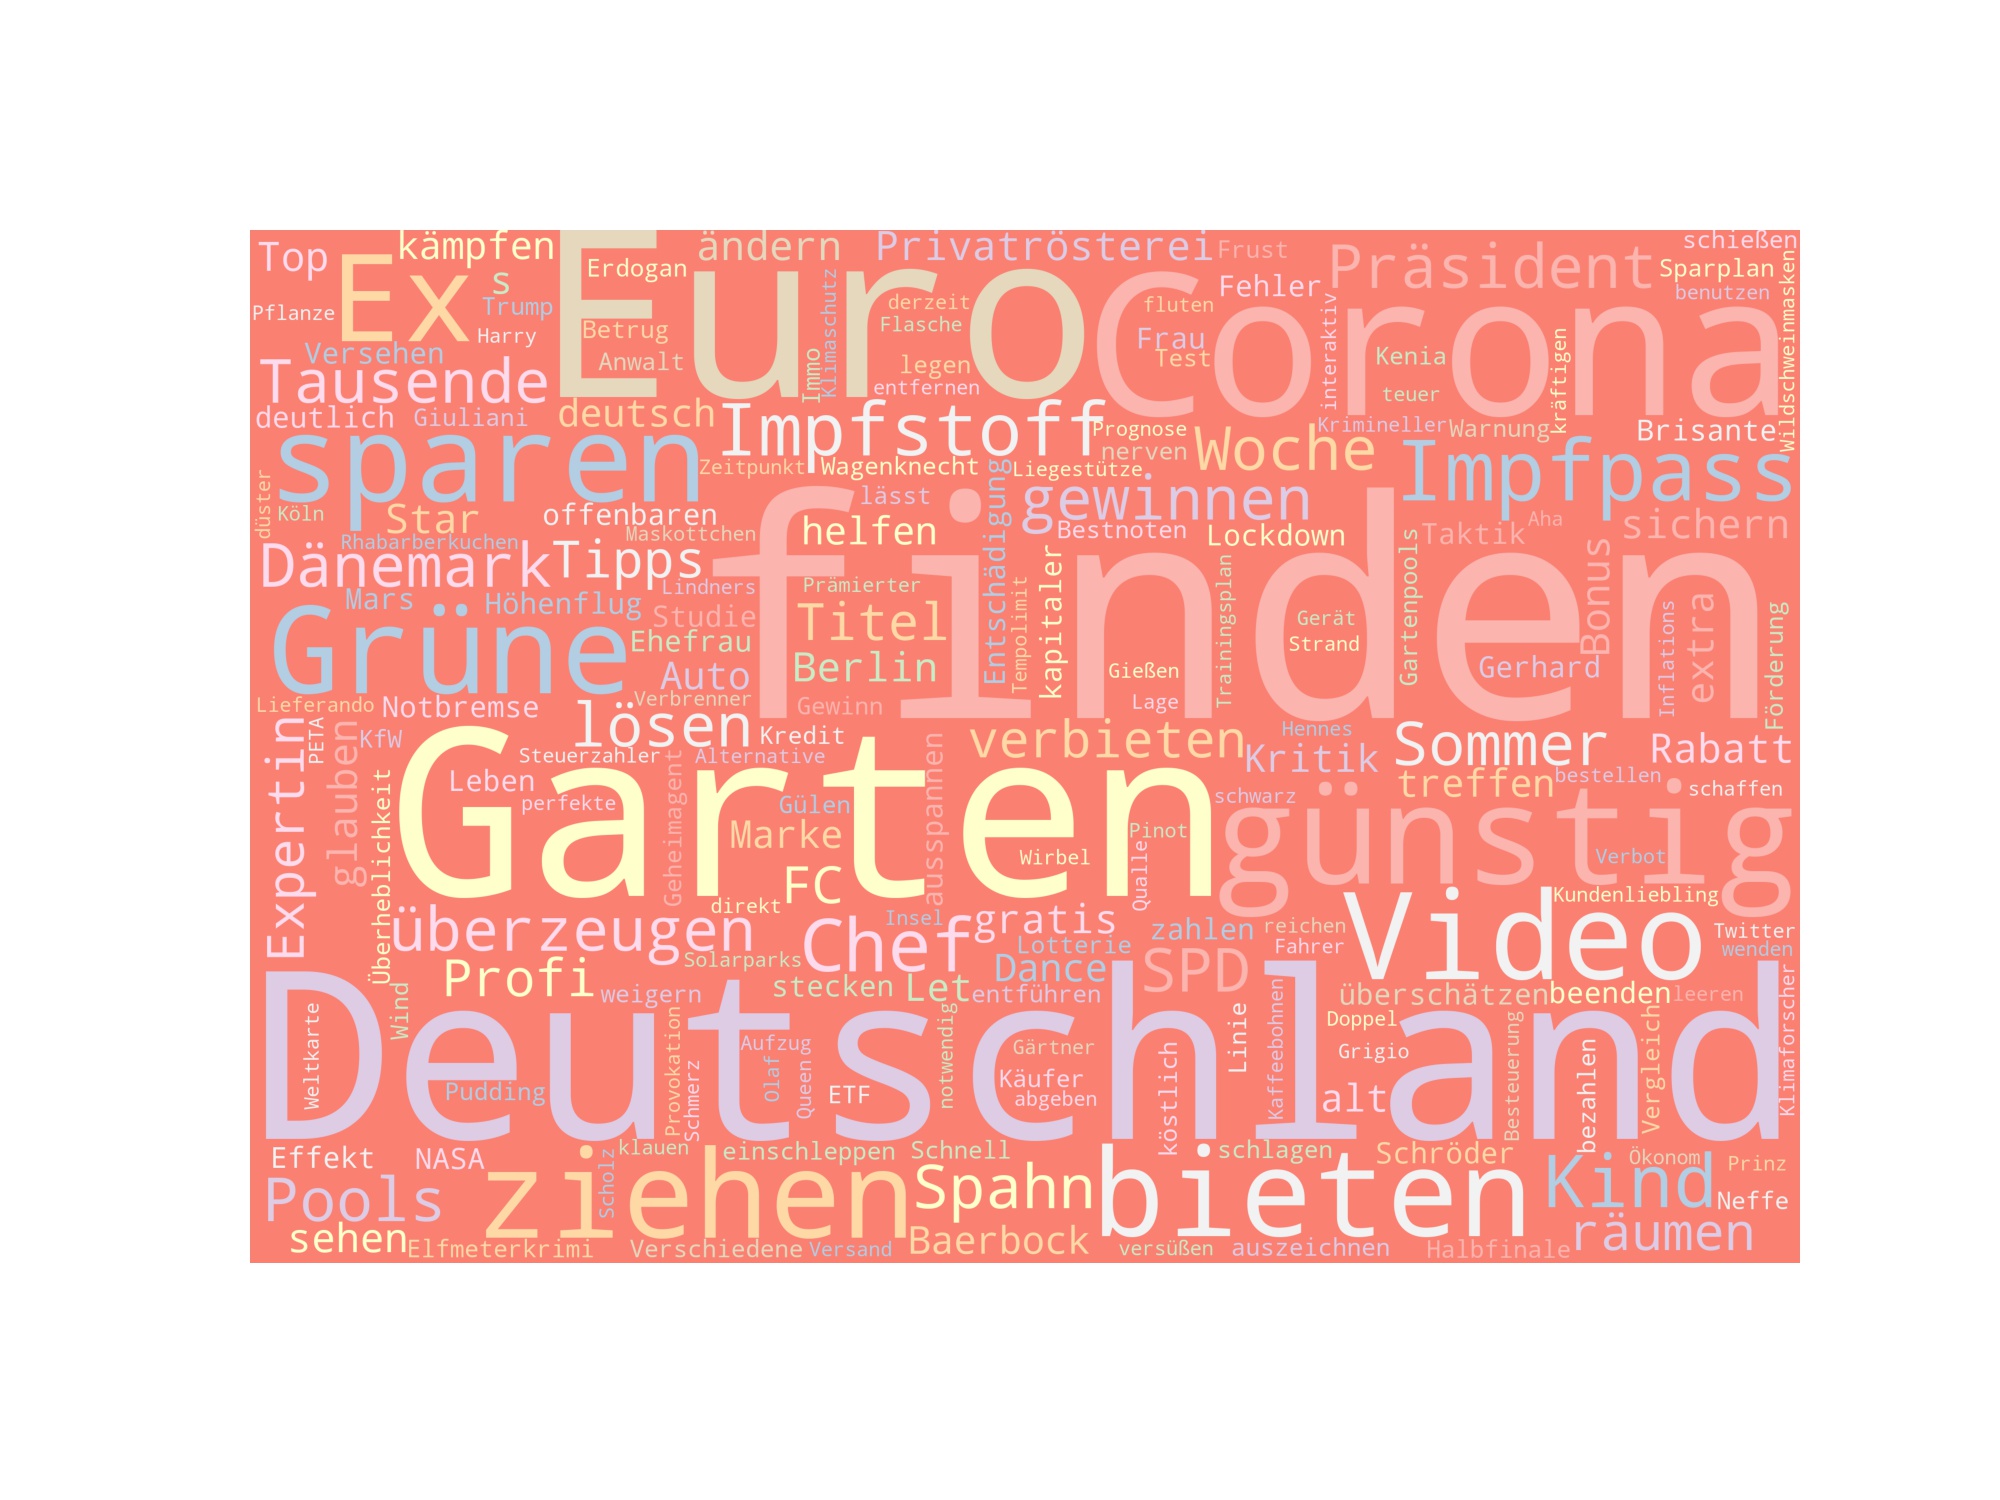 Top
kämpfen
Euro
ändern
Privatrösterei
Frust
Präsident
schießen
Ex
s
Erdogan
Corona
Sparplan
Pflanze
Trump
Harry
Betrug
Klimaschutz
derzeit
Flasche
fluten
Fehler
interaktiv
benutzen
Wildschweinmasken
Versehen
Anwalt
Immo
legen
Frau
Test
Kenia
kräftigen
Tausende
entfernen
teuer
deutlich
Giuliani
deutsch
Impfstoff
Prognose
Krimineller
Warnung
Brisante
sparen
Zeitpunkt
Wagenknecht
Liegestütze
nerven
Woche
Impfpass
düster
Köln
Star
offenbaren
lässt
Entschädigung
gewinnen
Taktik
Aha
sichern
Rhabarberkuchen
Maskottchen
helfen
Bestnoten
Lockdown
Dänemark
Tipps
Lindners
Prämierter
finden
kapitaler
Trainingsplan
Gartenpools
Bonus
Mars
Höhenflug
Studie
Titel
Tempolimit
Gerät
Inflations
extra
Förderung
Grüne
Ehefrau
Berlin
Strand
Auto
Gießen
Gerhard
Lieferando
Notbremse
Verbrenner
Gewinn
Lage
Expertin
PETA
glauben
KfW
lösen
Kredit
verbieten
Hennes
Kritik
Sommer
Rabatt
Steuerzahler
Geheimagent
Alternative
ausspannen
Überheblichkeit
Leben
perfekte
Garten
Gülen
schwarz
treffen
bestellen
schaffen
Marke
Pinot
günstig
Wirbel
Qualle
Verbot
FC
direkt
Kundenliebling
überzeugen
Insel
Chef
gratis
zahlen
reichen
Video
Twitter
Profi
Solarparks
Lotterie
Fahrer
wenden
Dance
SPD
Wind
weigern
stecken
Let
entführen
überschätzen
beenden
leeren
Klimaforscher
Deutschland
Weltkarte
Provokation
Aufzug
notwendig
Linie
Kaffeebohnen
Doppel
Besteuerung
Vergleich
Gärtner
Grigio
Pudding
Schmerz
Olaf
Queen
ETF
Käufer
abgeben
köstlich
alt
bezahlen
Effekt
NASA
klauen
einschleppen
Schnell
schlagen
Schröder
Ökonom
Prinz
Pools
ziehen
Scholz
Spahn
bieten
Kind
Neffe
sehen
Elfmeterkrimi
Verschiedene
Versand
Baerbock
versüßen
auszeichnen
Halbfinale
räumen